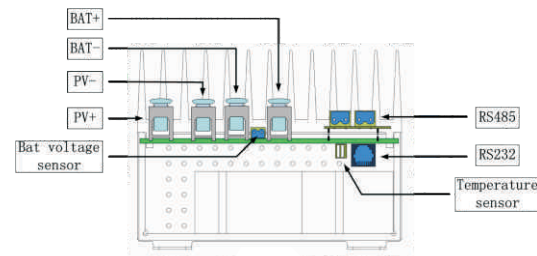 BAT+
BAT-
PV-
PV+
Bat voltage
sensor
RS485
RS232
Temperature
sensor